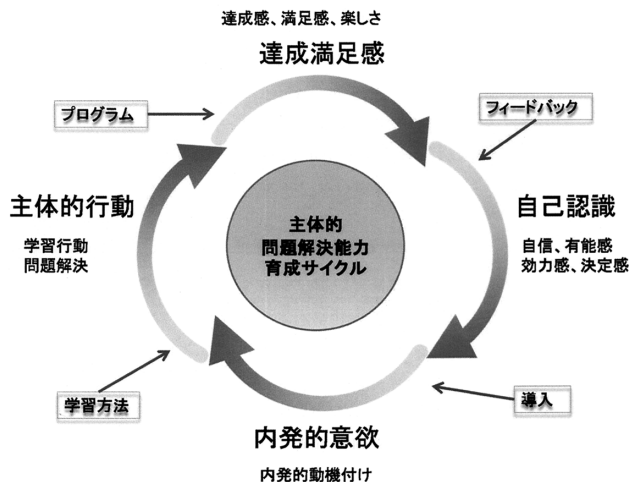 達成感、満足感、楽しさ
達成満足感
プログラム
フィードバック
主体的行動
学習行動
問題解決
主体的
問題解決能力
育成サイクル
自己認識
自信、有能感
効力感、決定感
学習方法
導入
内発的意欲
内発的動機付け